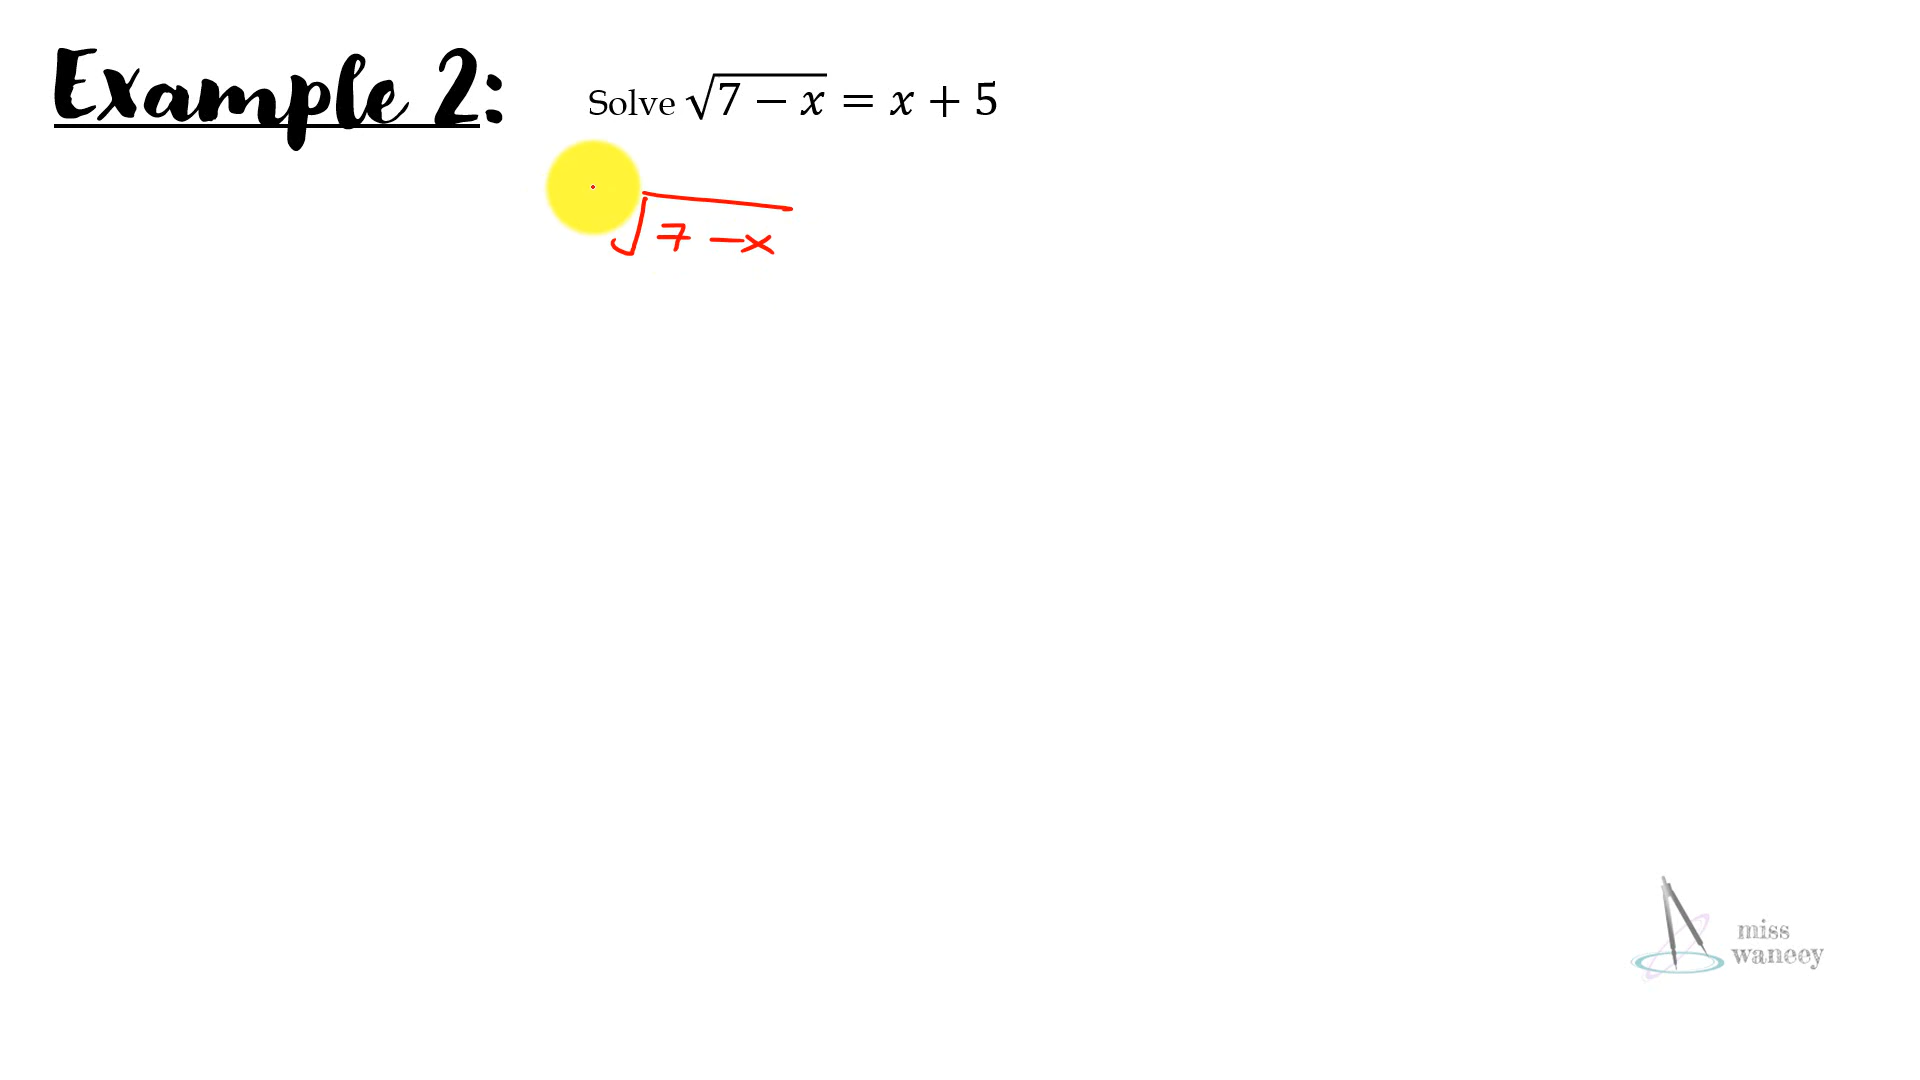 Example 2:
Solve √(7 − x) = x + 5
√(7 − x)
miss
waneey